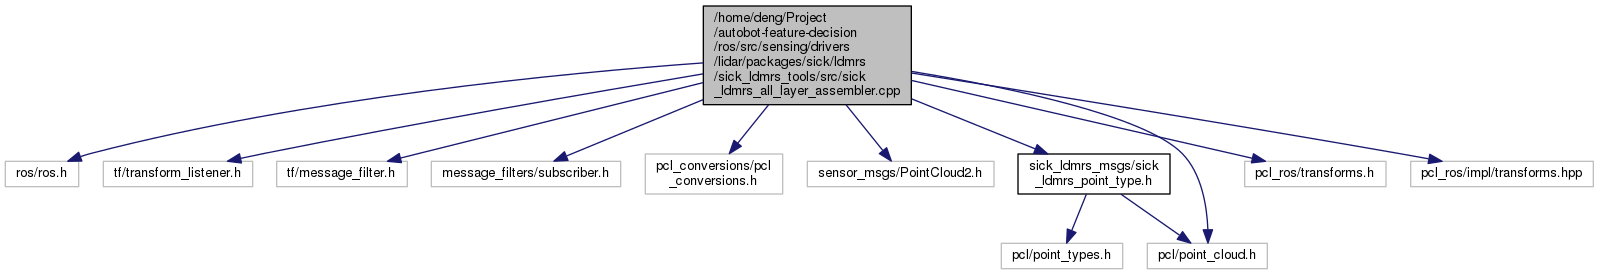 /home/deng/Project
/autobot-feature-decision
/ros/src/sensing/drivers
/lidar/packages/sick/ldmrs
/sick_ldmrs_tools/src/sick
_ldmrs_all_layer_assembler.cpp
ros/ros.h
tf/transform_listener.h
tf/message_filter.h
message_filters/subscriber.h
pcl_conversions/pcl
_conversions.h
sensor_msgs/PointCloud2.h
sick_ldmrs_msgs/sick
_ldmrs_point_type.h
pcl_ros/transforms.h
pcl_ros/impl/transforms.hpp
pcl/point_types.h
pcl/point_cloud.h